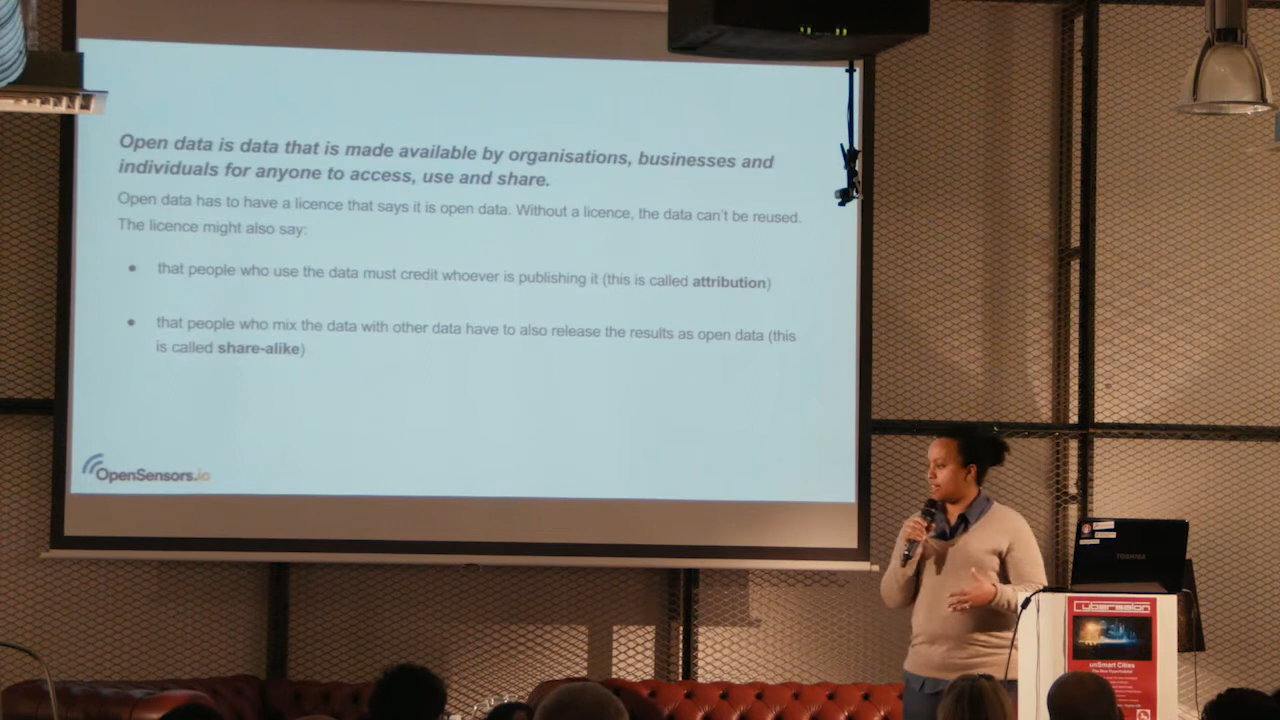 Open data is data that is made available by organisations, businesses and
individuals for anyone to access, use and share.
Open data has to have a licence that says it is open data. Without a licence, the data can't be reused.
The licence might also say:
that people who use the data must credit whoever is publishing it (this is called attribution)
that people who mix the data with other data have to also release the results as open data (this
is called share-alike)
OpenSensors.io
TOSHIBA
cybersalon
unSmart Cities